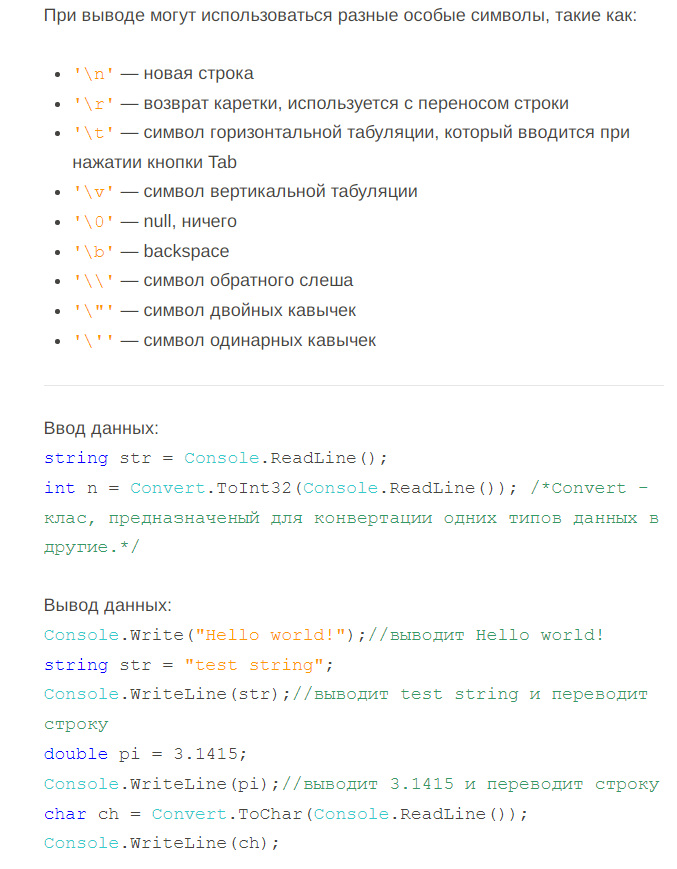 При выводе могут использоваться разные особые символы, такие как:
• '\n' — новая строка
• '\r' — возврат каретки, используется с переносом строки
• '\t' — символ горизонтальной табуляции, который вводится при
нажатии кнопки Tab
• '\v' — символ вертикальной табуляции
• '\0' — null, ничего
• '\b' — backspace
• '\\' — символ обратного слеша
• '\"' — символ двойных кавычек
• '\'' — символ одинарных кавычек
Ввод данных:
string str = Console.ReadLine();
int n = Convert.ToInt32(Console.ReadLine()); /*Convert –
клас, предназначеный для конвертации одних типов данных в
другие.*/
Вывод данных:
Console.Write("Hello world!");//выводит Hello world!
string str = "test string";
Console.WriteLine(str);//выводит test string и переводит
строку
double pi = 3.1415;
Console.WriteLine(pi);//выводит 3.1415 и переводит строку
char ch = Convert.ToChar(Console.ReadLine());
Console.WriteLine(ch);